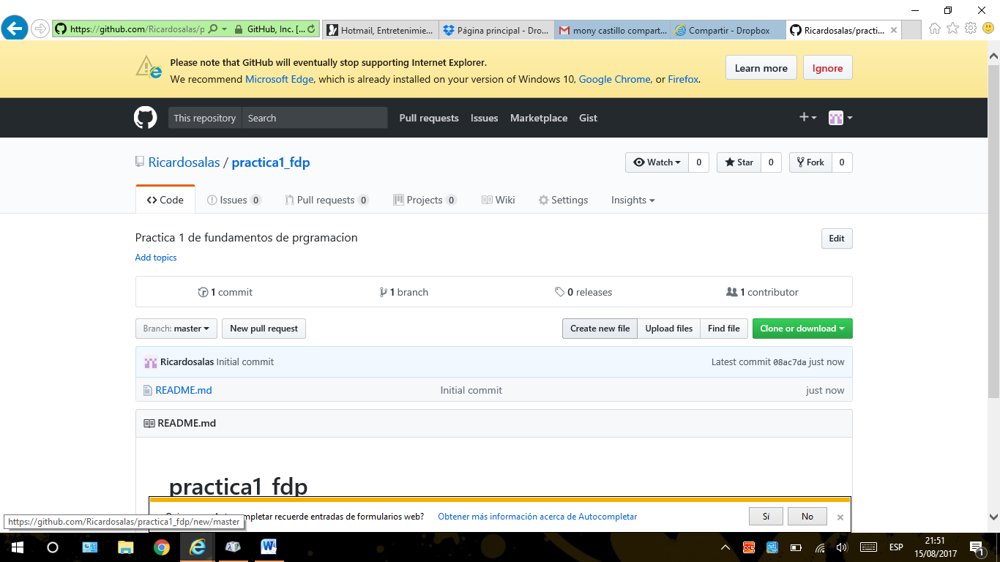 https://github.com/Ricardosalas/p
GitHub, Inc. [...
Hotmail, Entretenimie...
Página principal - Dro...
mony castillo compart...
Compartir - Dropbox
Ricardosalas/practi...
Please note that GitHub will eventually stop supporting Internet Explorer.
We recommend Microsoft Edge, which is already installed on your version of Windows 10, Google Chrome, or Firefox.
Learn more
Ignore
This repository
Search
Pull requests
Issues
Marketplace
Gist
Ricardosalas / practica1_fdp
Watch
0
Star
0
Fork
0
Code
Issues 0
Pull requests 0
Projects 0
Wiki
Settings
Insights
Practica 1 de fundamentos de prgramacion
Edit
Add topics
1 commit
1 branch
0 releases
1 contributor
Branch: master
New pull request
Create new file
Upload files
Find file
Clone or download
Ricardosalas Initial commit
Latest commit 08ac7da just now
README.md
Initial commit
just now
README.md
practica1_fdp
Autocompletar recuerde entradas de formularios web?
Obtener más información acerca de Autocompletar
Sí
No
https://github.com/Ricardosalas/practica1_fdp/new/master
ESP
21:51
15/08/2017
1